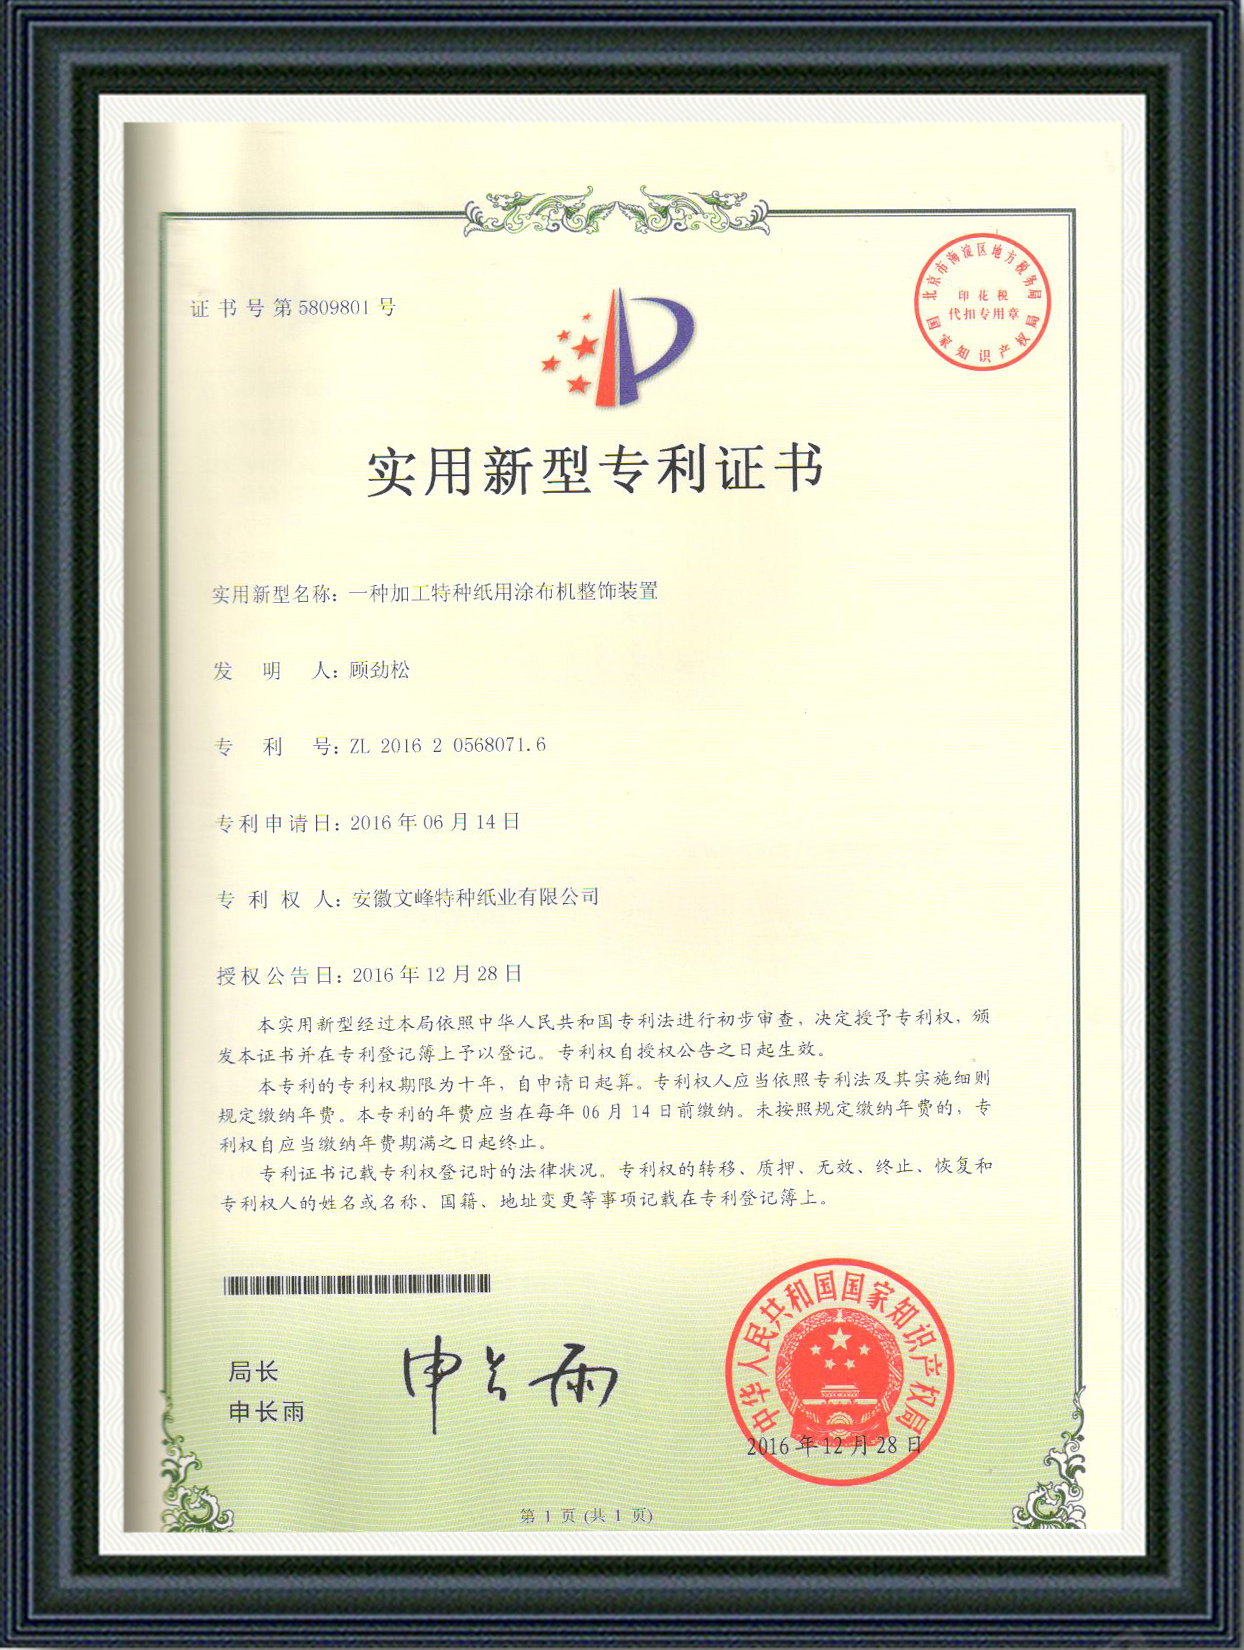 证书号第5809801号
北京市海淀区地方税务局
印花税
代扣专用章
国家知识产权局
实用新型专利证书
实用新型名称：一种加工特种纸用涂布机整饰装置
发明人：顾劲松
专利号：ZL 2016 2 0568071.6
专利申请日：2016年06月14日
专利权人：安徽文峰特种纸业有限公司
授权公告日：2016年12月28日
本实用新型经过本局依照中华人民共和国专利法进行初步审查，决定授予专利权，颁
发本证书并在专利登记簿上予以登记。专利权自授权公告之日起生效。
本专利的专利权期限为十年，自申请日起算。专利权人应当依照专利法及其实施细则
规定缴纳年费。本专利的年费应当在每年06月14日前缴纳。未按照规定缴纳年费的，专
利权自应当缴纳年费期满之日起终止。
专利证书记载专利权登记时的法律状况。专利权的转移、质押、无效、终止、恢复和
专利权人的姓名或名称、国籍、地址变更等事项记载在专利登记簿上。
局长
申长雨
申长雨
中华人民共和国国家知识产权局
2016年12月28日
第1页(共1页)